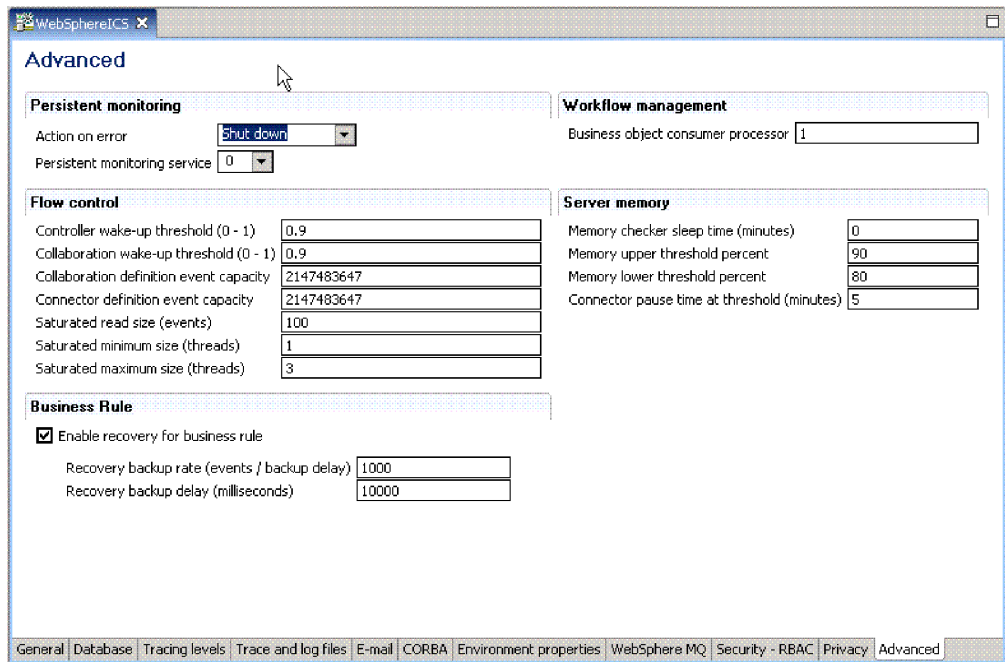 WebSphereICS
Advanced
Persistent monitoring
Action on error Shut down
Persistent monitoring service 0
Workflow management
Business object consumer processor 1
Flow control
Controller wake-up threshold (0 - 1) 0.9
Collaboration wake-up threshold (0 - 1) 0.9
Collaboration definition event capacity 2147483647
Connector definition event capacity 2147483647
Saturated read size (events) 100
Saturated minimum size (threads) 1
Saturated maximum size (threads) 3
Server memory
Memory checker sleep time (minutes) 0
Memory upper threshold percent 90
Memory lower threshold percent 80
Connector pause time at threshold (minutes) 5
Business Rule
Enable recovery for business rule
Recovery backup rate (events / backup delay) 1000
Recovery backup delay (milliseconds) 10000
General Database Tracing levels Trace and log files E-mail CORBA Environment properties WebSphere MQ Security - RBAC Privacy Advanced